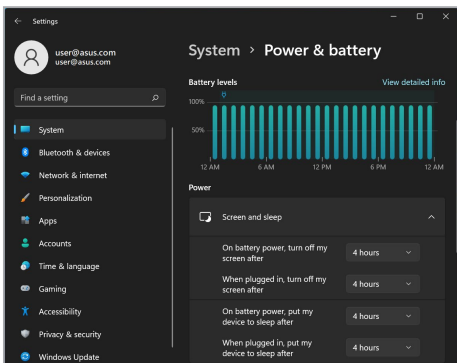 Settings
user@asus.com
user@asus.com
Find a setting
System
Bluetooth & devices
Network & internet
Personalization
Apps
Accounts
Time & language
Gaming
Accessibility
Privacy & security
Windows Update
System > Power & battery
Battery levels View detailed info
100%
50%
12 AM 6 AM 12 PM 6 PM 12 AM
Power
Screen and sleep
On battery power, turn off my
screen after
4 hours
When plugged in, turn off my
screen after
4 hours
On battery power, put my
device to sleep after
4 hours
When plugged in, put my
device to sleep after
4 hours